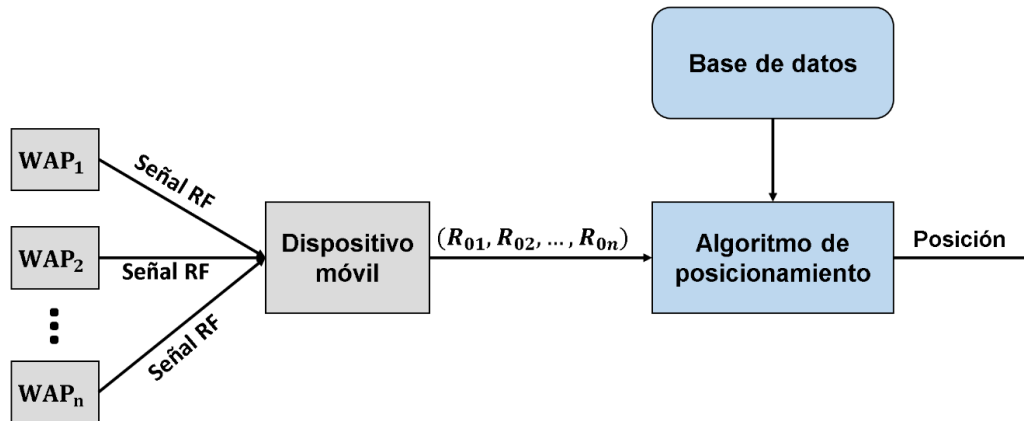 Base de datos
WAP₁
Señal RF
WAP₂
Señal RF
WAPₙ
Señal RF
Dispositivo
móvil
(R₀₁, R₀₂, ..., R₀ₙ)
Algoritmo de
posicionamiento
Posición